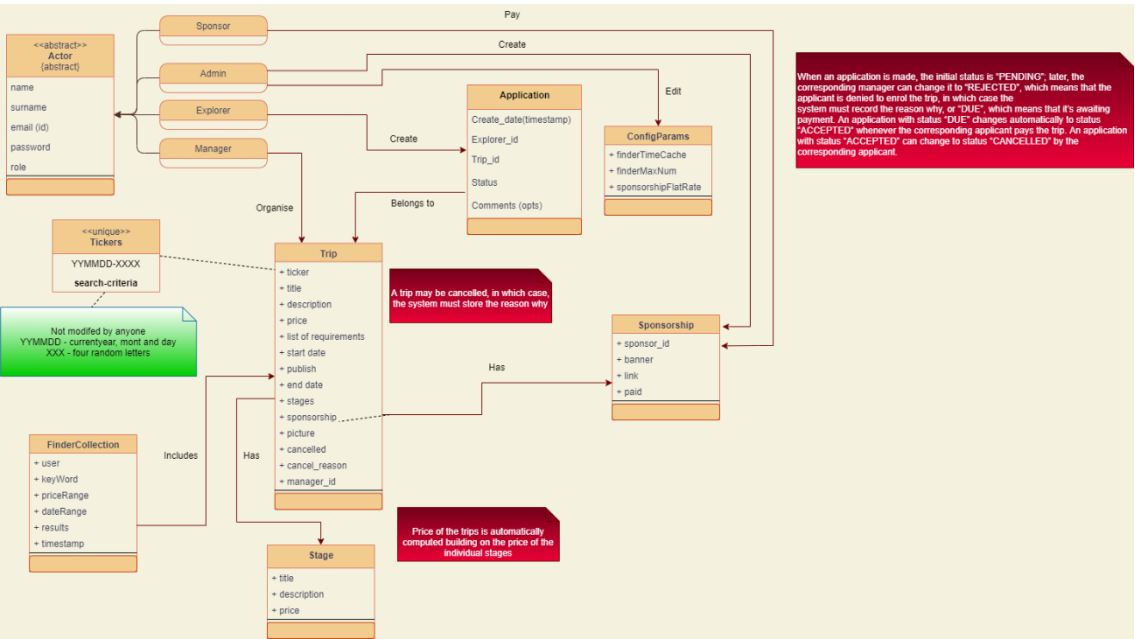 Pay
Sponsor
<<abstract>>
Actor
{abstract}
name
surname
email (id)
password
role
Create
Admin
Explorer
Manager
Create
Edit
Application
Create_date(timestamp)
Explorer_id
Trip_id
Status
Comments (opts)
ConfigParams
+ finderTimeCache
+ finderMaxNum
+ sponsorshipFlatRate
When an application is made, the initial status is "PENDING"; later, the
corresponding manager can change it to "REJECTED", which means that the
applicant is denied to enrol the trip, in which case the
system must record the reason why, or "DUE", which means that it's awaiting
payment. An application with status "DUE" changes automatically to status
"ACCEPTED" whenever the corresponding applicant pays the trip. An application
with status "ACCEPTED" can change to status "CANCELLED" by the
corresponding applicant.
Organise
Belongs to
<<unique>>
Tickers
YYMMDD-XXXX
search-criteria
Not modifed by anyone
YYMMDD - currentyear, mont and day
XXX - four random letters
Trip
+ ticker
+ title
+ description
+ price
+ list of requirements
+ start date
+ publish
+ end date
+ stages
+ sponsorship
+ picture
+ cancelled
+ cancel_reason
+ manager_id
A trip may be cancelled, in which case,
the system must store the reason why
Sponsorship
+ sponsor_id
+ banner
+ link
+ paid
Has
FinderCollection
+ user
+ keyWord
+ priceRange
+ dateRange
+ results
+ timestamp
Includes
Has
Price of the trips is automatically
computed building on the price of the
individual stages
Stage
+ title
+ description
+ price